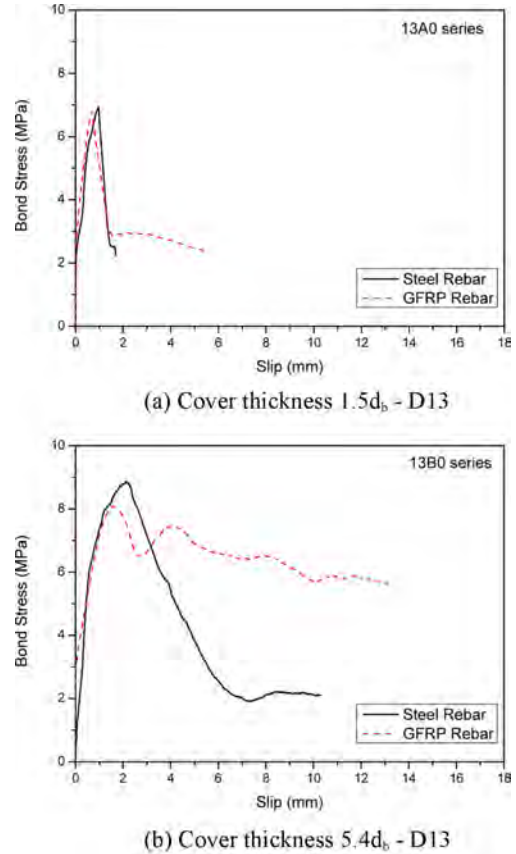 10
13A0 series
8
6
4
2
0
Bond Stress (MPa)
Steel Rebar
GFRP Rebar
0 2 4 6 8 10 12 14 16 18
Slip (mm)
(a) Cover thickness 1.5d_b - D13
10
13B0 series
8
6
4
2
0
Bond Stress (MPa)
Steel Rebar
GFRP Rebar
0 2 4 6 8 10 12 14 16 18
Slip (mm)
(b) Cover thickness 5.4d_b - D13